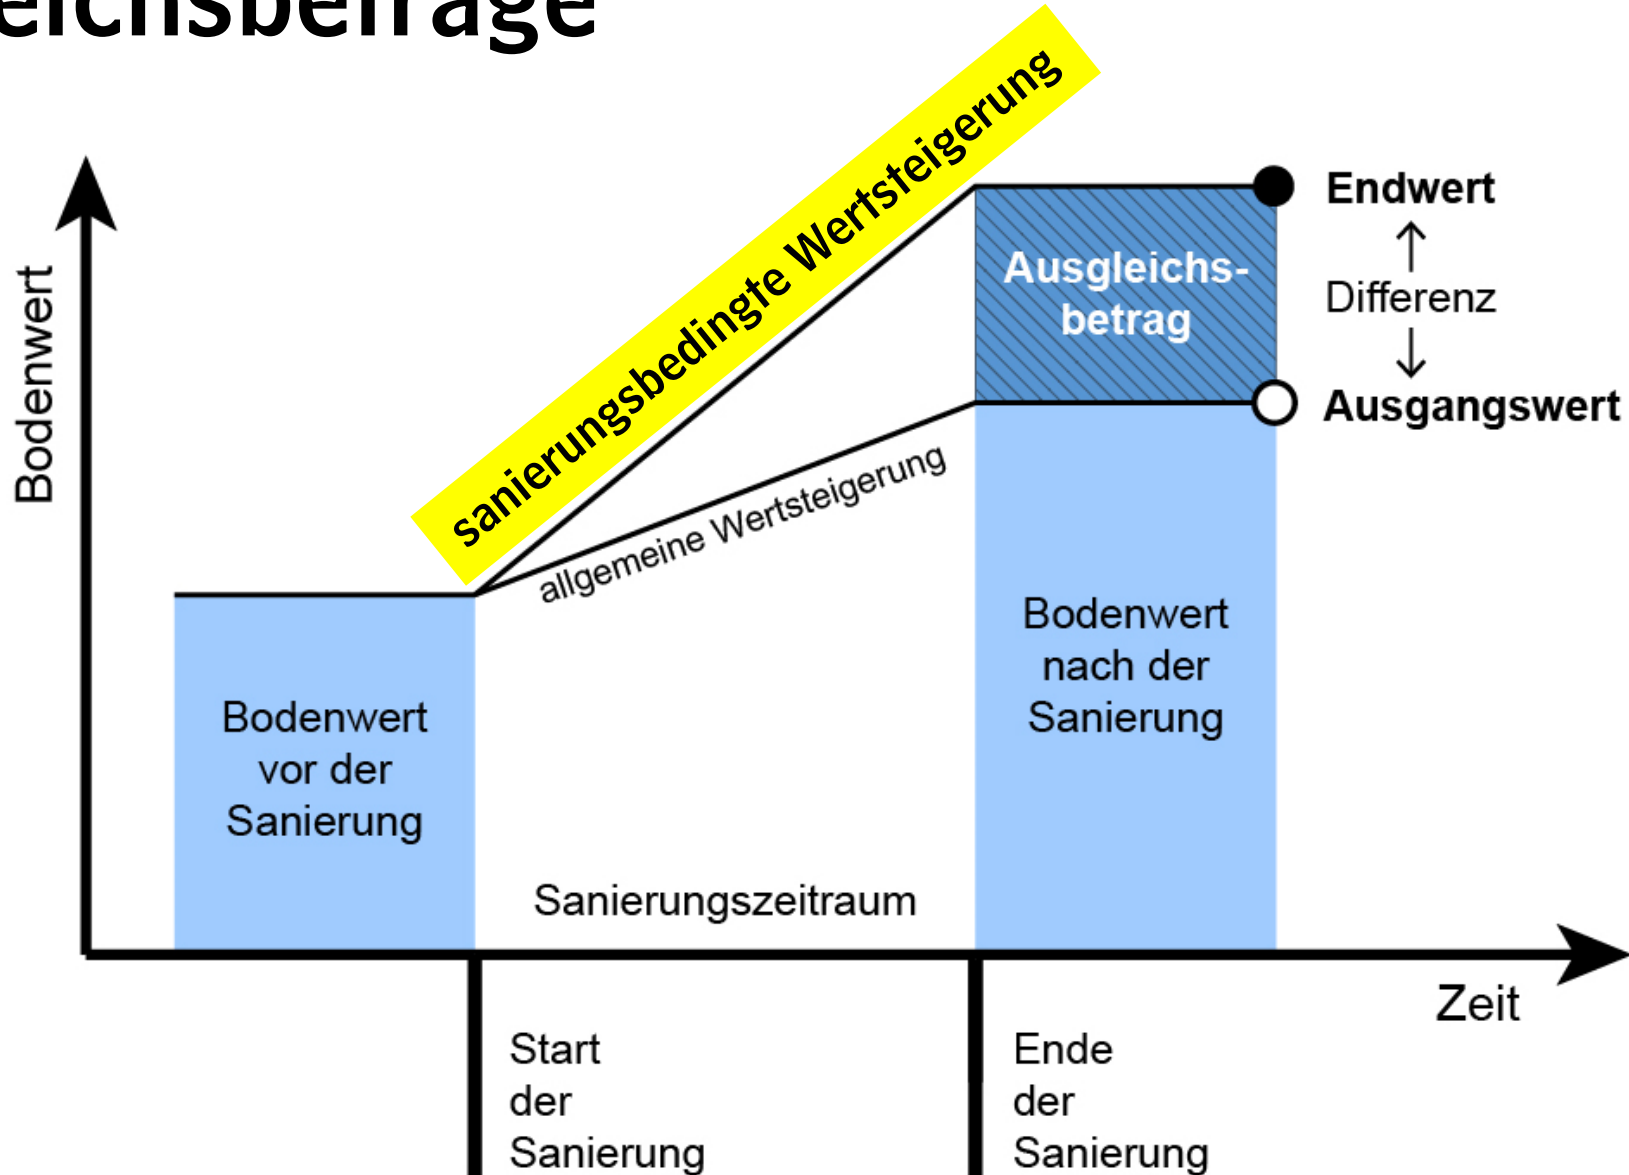 eichsbeträge
sanierungsbedingte Wertsteigerung
Endwert
Ausgleichs-
betrag
Differenz
Ausgangswert
Bodenwert
allgemeine Wertsteigerung
Bodenwert
vor der
Sanierung
Bodenwert
nach der
Sanierung
Sanierungszeitraum
Zeit
Start
der
Sanierung
Ende
der
Sanierung